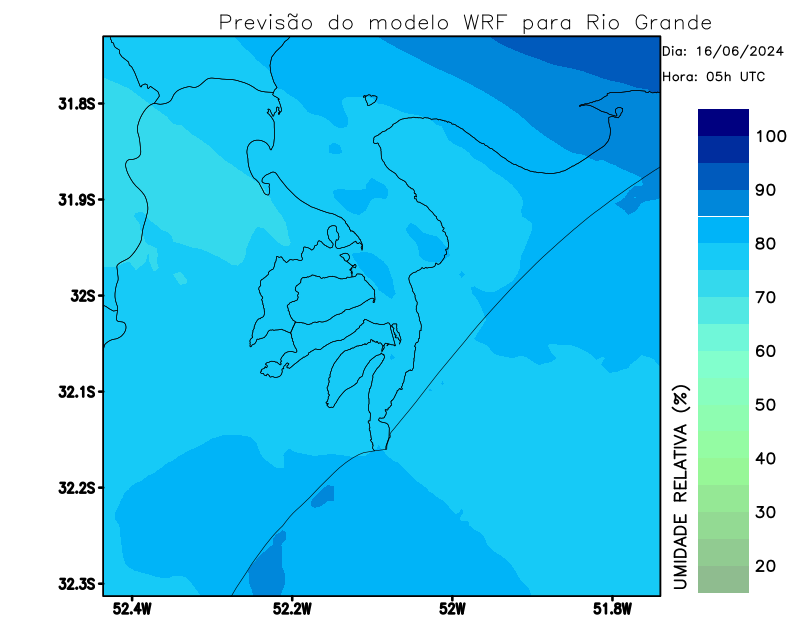 Previsão do modelo WRF para Rio Grande
Dia: 16/06/2024
Hora: 05h UTC
31.8S
31.9S
32S
32.1S
32.2S
32.3S
52.4W
52.2W
52W
51.8W
100
90
80
70
60
50
40
30
20
UMIDADE RELATIVA (%)